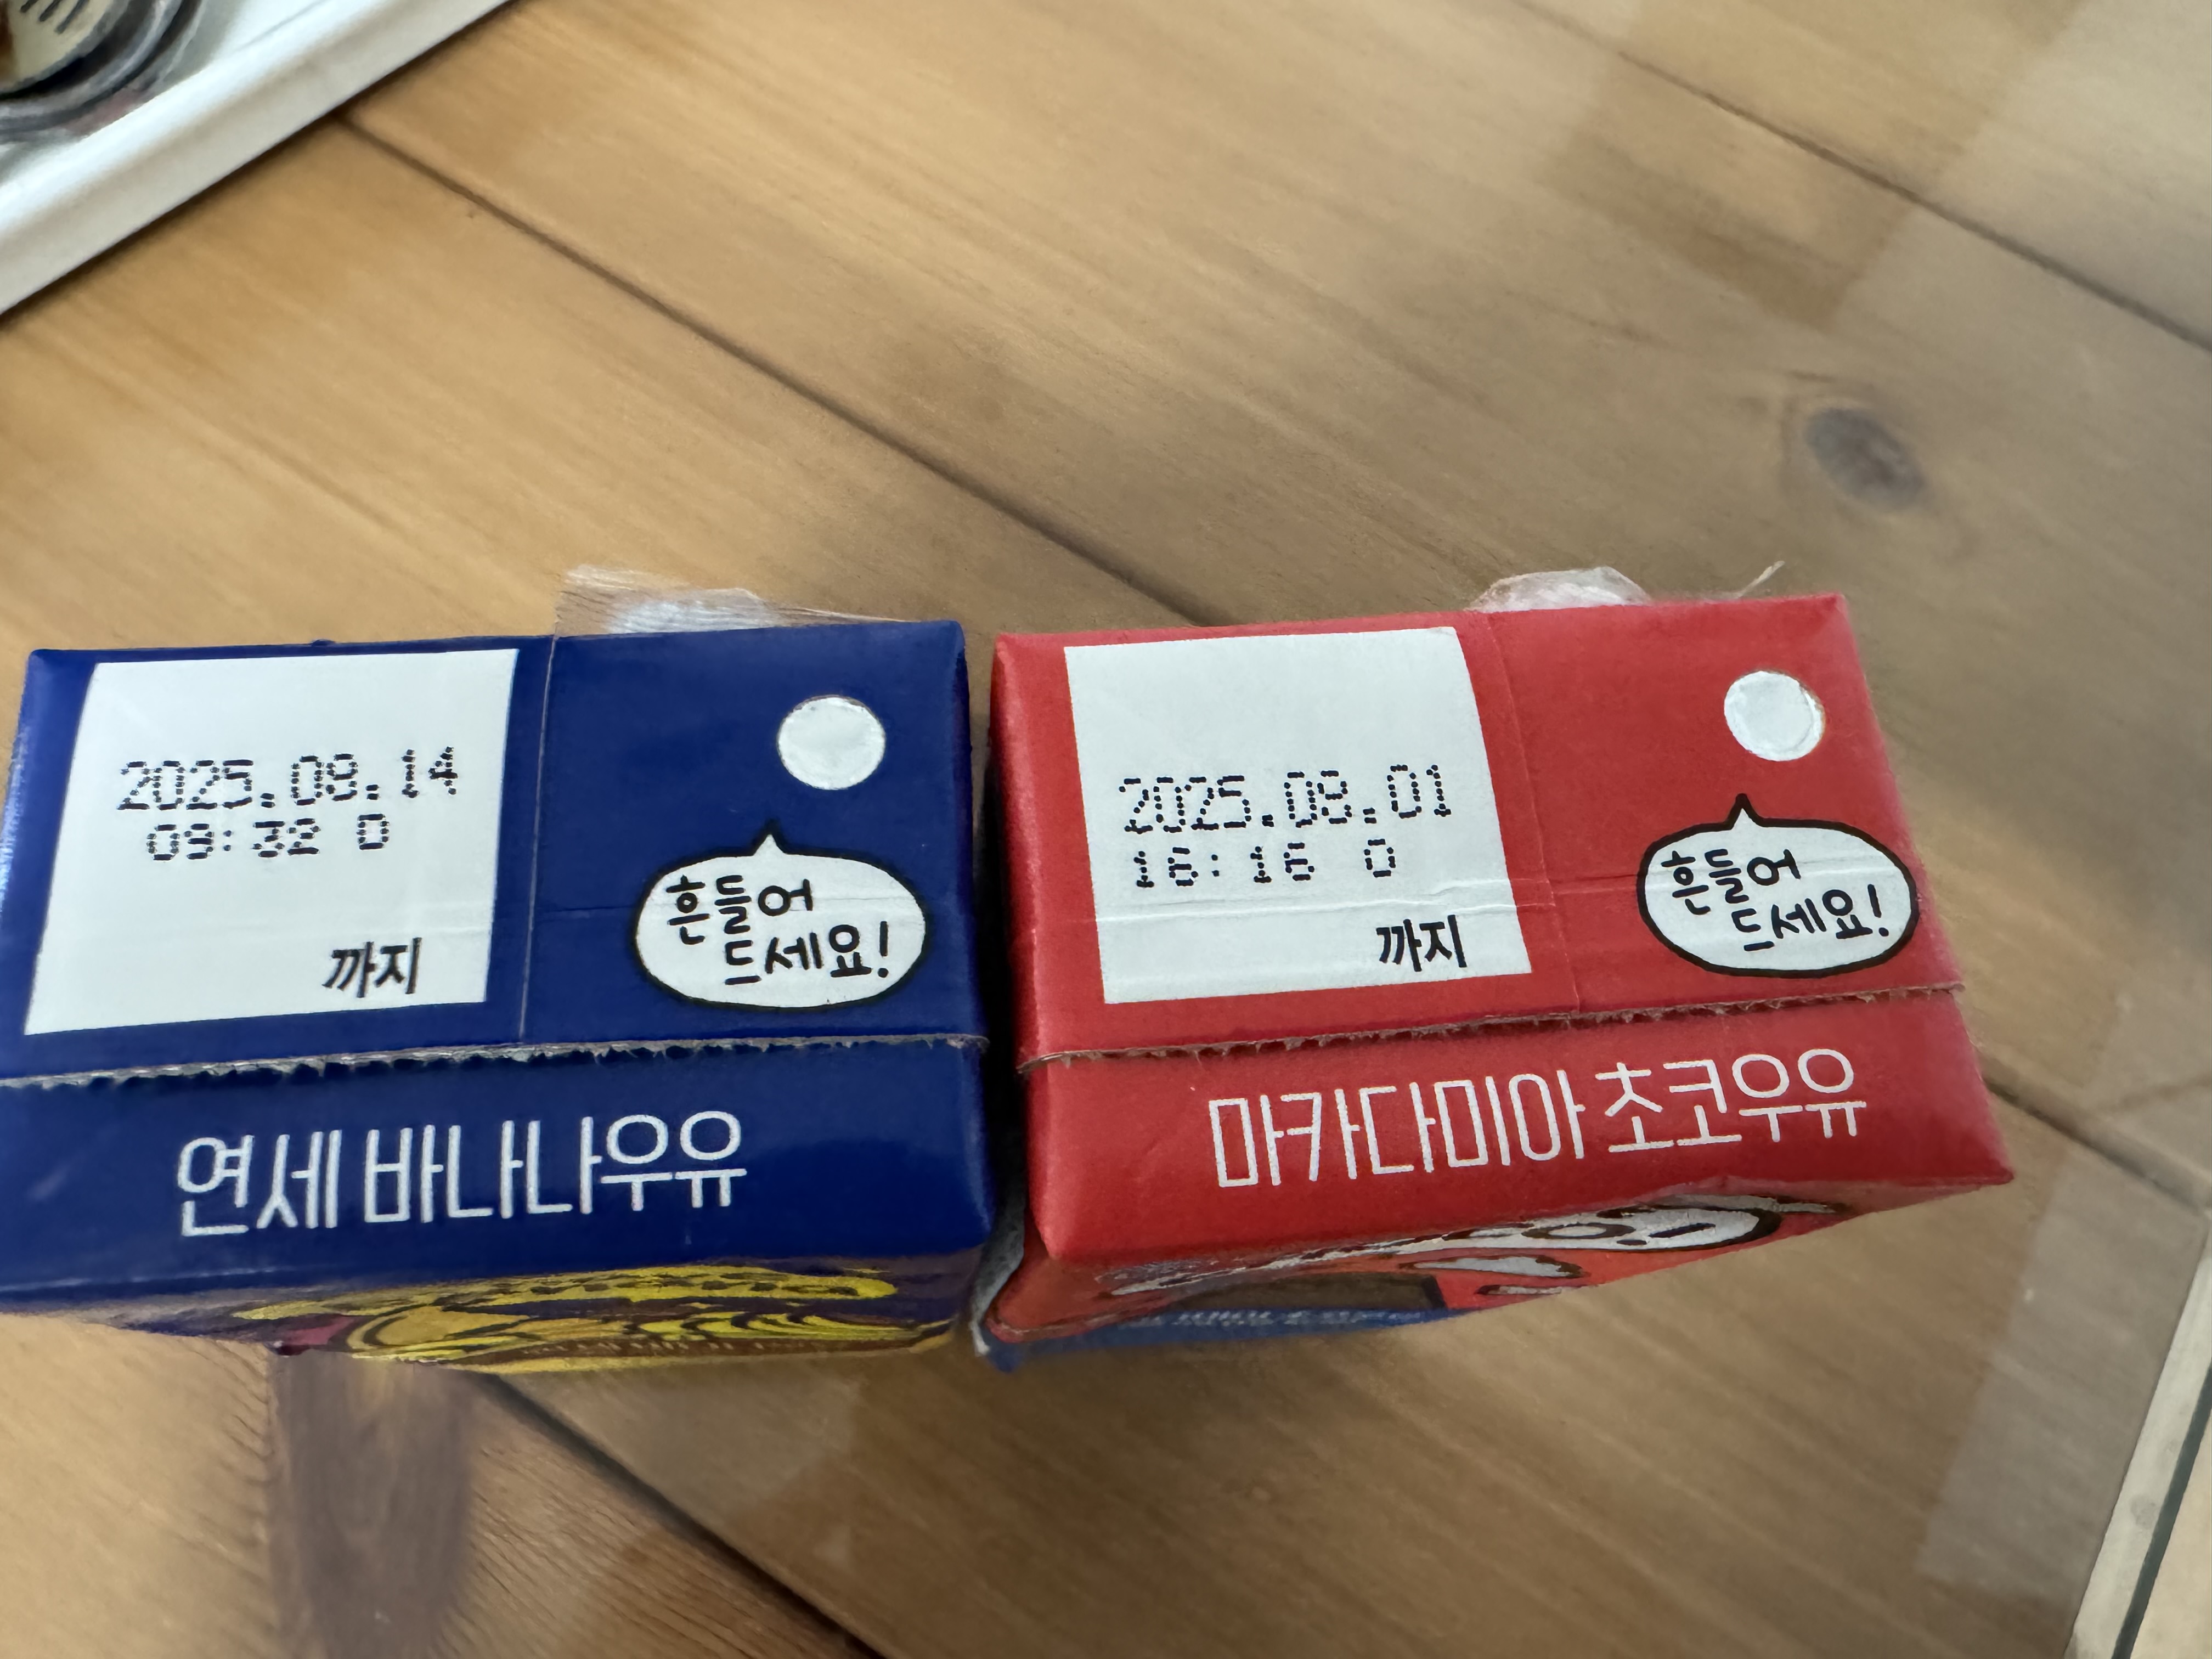 2025.08.14
09:32 0
까지
흔들어
드세요!
연세 바나나우유
2025.08.01
16:16 0
까지
흔들어
드세요!
마카다미아 초코우유